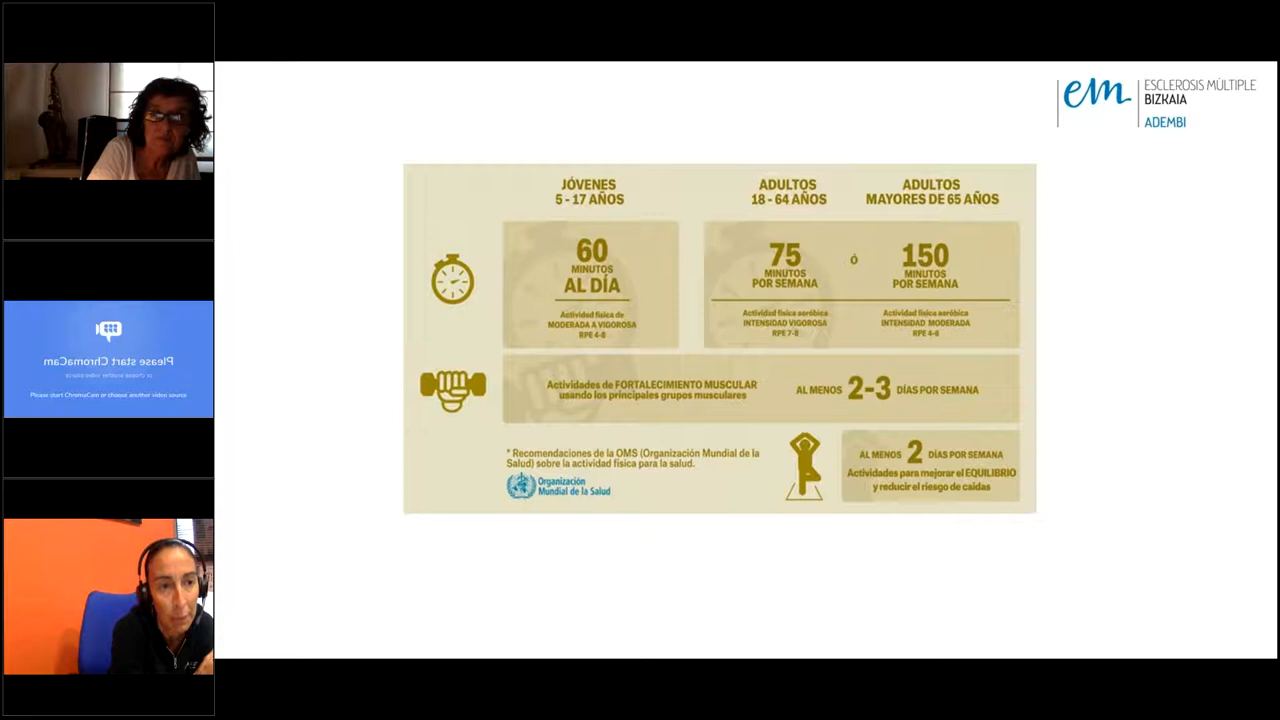 Please start ChromaCam
or choose another video source
Please start ChromaCam or choose another video source
em
ESCLEROSIS MÚLTIPLE
BIZKAIA
ADEMBI
JÓVENES
5 - 17 AÑOS
ADULTOS
18 - 64 AÑOS
ADULTOS
MAYORES DE 65 AÑOS
60
MINUTOS
AL DÍA
Actividad física de
MODERADA A VIGOROSA
RPE 4-8
75
MINUTOS
POR SEMANA
Ó
150
MINUTOS
POR SEMANA
Actividad física aeróbica
INTENSIDAD VIGOROSA
RPE 7-8
Actividad física aeróbica
INTENSIDAD MODERADA
RPE 4-6
Actividades de FORTALECIMIENTO MUSCULAR
usando los principales grupos musculares
AL MENOS 2-3 DÍAS POR SEMANA
* Recomendaciones de la OMS (Organización Mundial de la
Salud) sobre la actividad física para la salud.
Organización
Mundial de la Salud
AL MENOS 2 DÍAS POR SEMANA
Actividades para mejorar el EQUILIBRIO
y reducir el riesgo de caídas